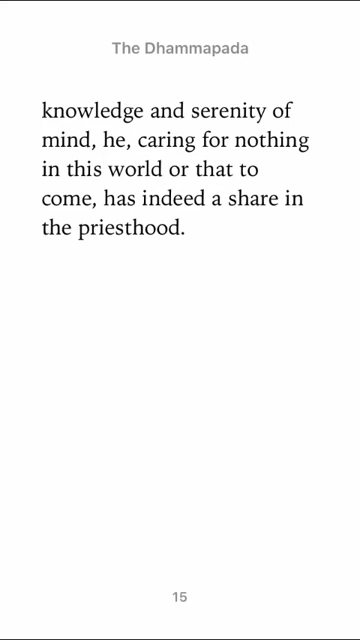 The Dhammapada
knowledge and serenity of
mind, he, caring for nothing
in this world or that to
come, has indeed a share in
the priesthood.
15